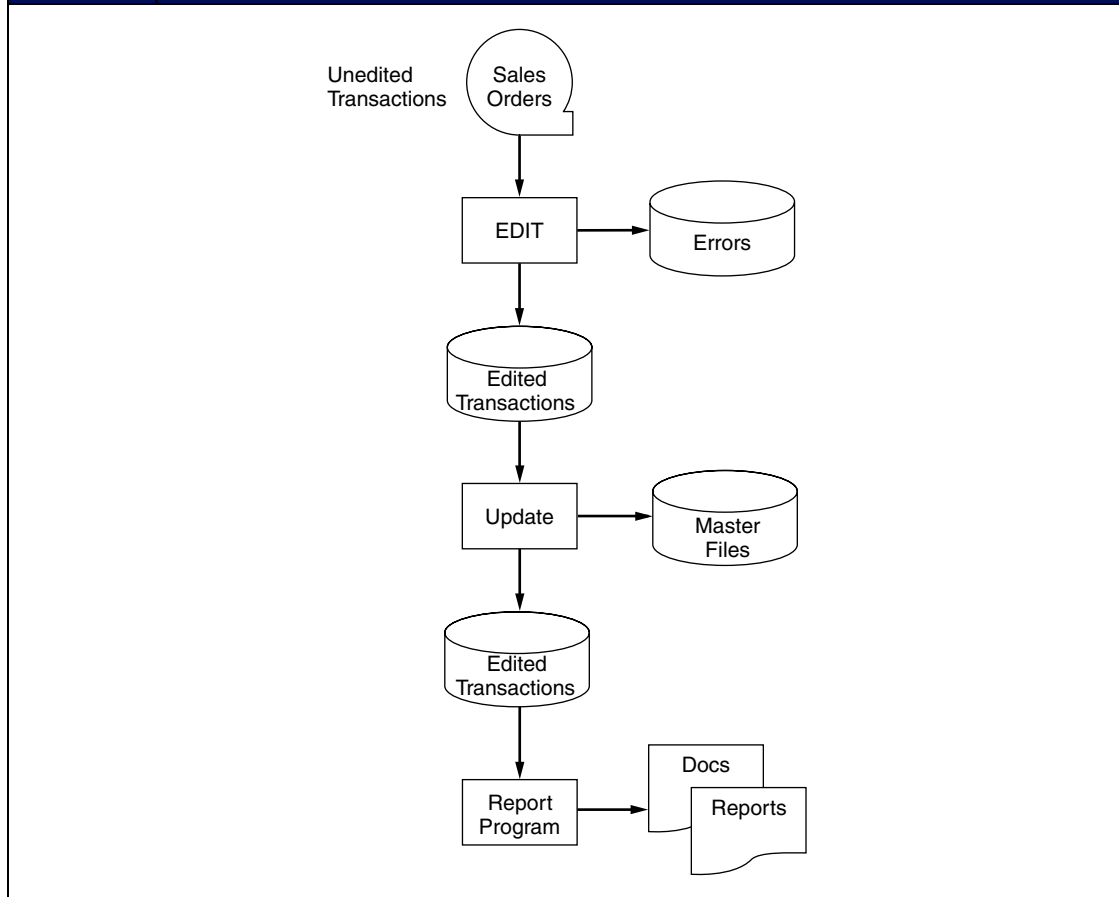 Unedited
Transactions
Sales
Orders
EDIT
Errors
Edited
Transactions
Update
Master
Files
Edited
Transactions
Report
Program
Docs
Reports